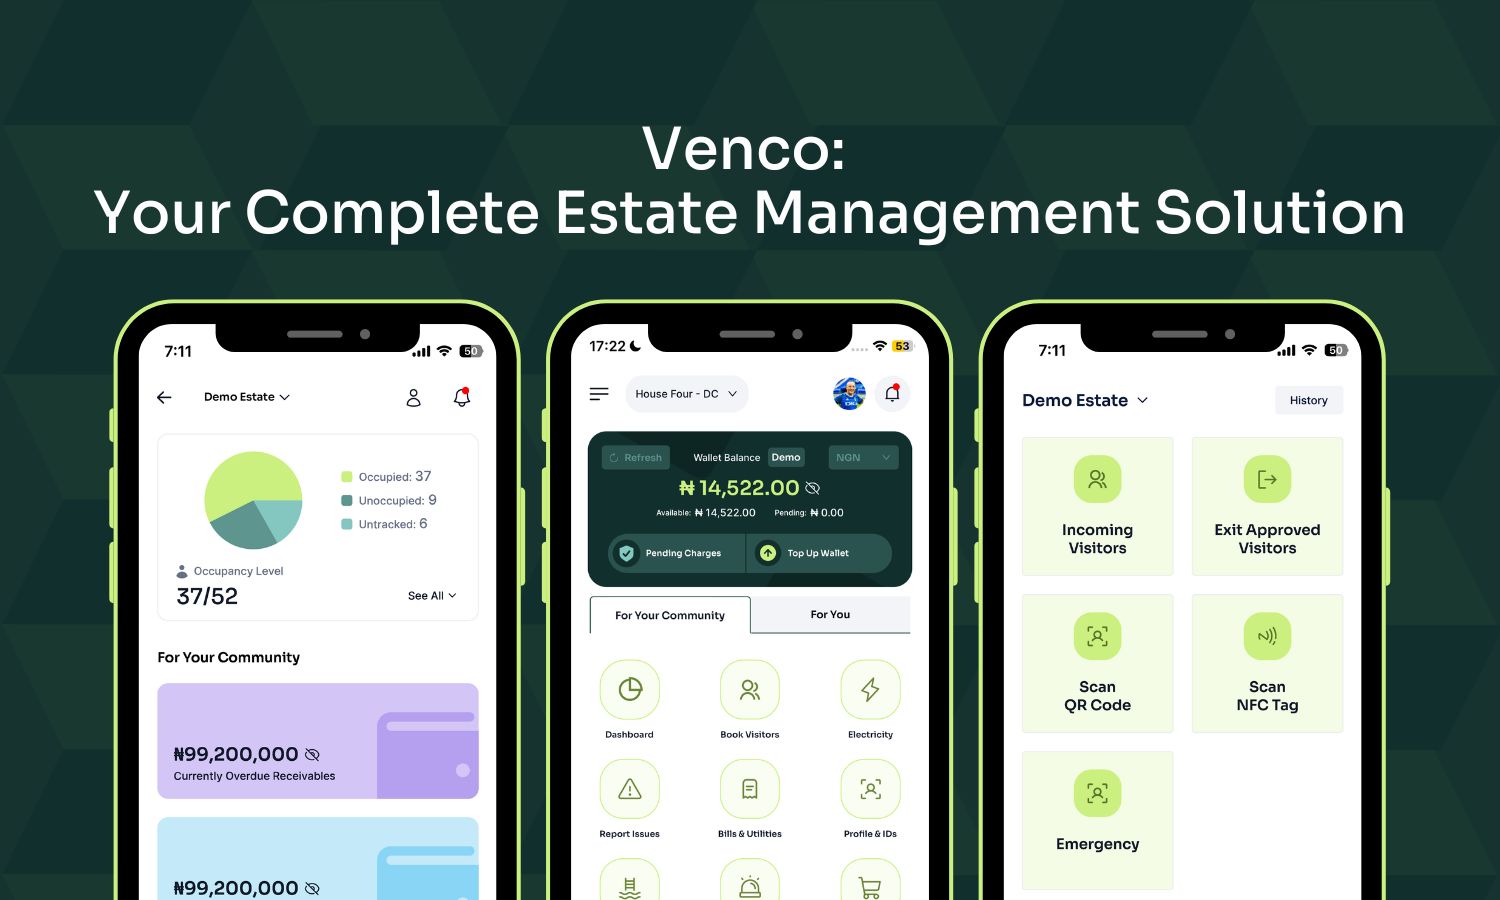 Venco:
Your Complete Estate Management Solution
7:11
50
Demo Estate
Occupied: 37
Unoccupied: 9
Untracked: 6
Occupancy Level
37/52
See All
For Your Community
₦99,200,000
Currently Overdue Receivables
₦99,200,000
17:22
53
House Four - DC
Refresh
Wallet Balance
Demo
NGN
₦ 14,522.00
Available: ₦ 14,522.00
Pending: ₦ 0.00
Pending Charges
Top Up Wallet
For Your Community
For You
Dashboard
Book Visitors
Electricity
Report Issues
Bills & Utilities
Profile & IDs
7:11
50
Demo Estate
History
Incoming
Visitors
Exit Approved
Visitors
Scan
QR Code
Scan
NFC Tag
Emergency